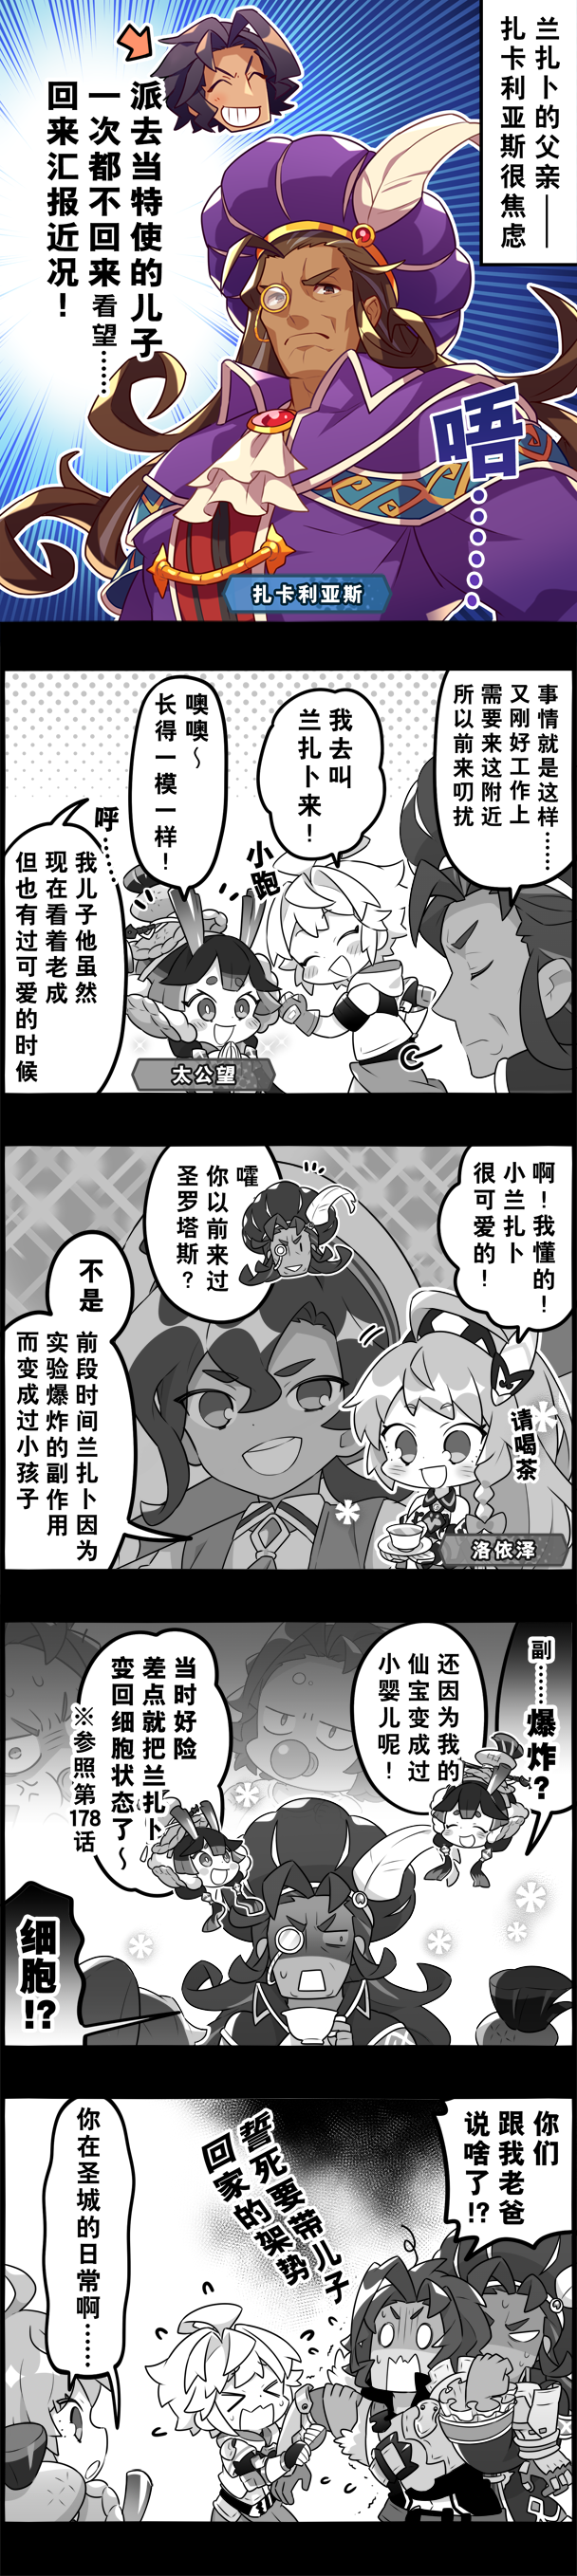 兰扎卜的父亲——
扎卡利亚斯很焦虑
派去当特使的儿子
一次都不回来看望……
回来汇报近况！
唔……
扎卡利亚斯
事情就是这样……
又刚好工作上
需要来这附近
所以前来叨扰
我去叫
兰扎卜来！
小跑
噢噢～
长得一模一样！
太公望
呼……
我儿子他虽然
现在看着老成
但也有过可爱的时候
啊！我懂的！
小兰扎卜
很可爱的！
请喝茶
洛依泽
嚯
你以前来过
圣罗塔斯？
不是
前段时间兰扎卜因为
实验爆炸的副作用
而变成过小孩子
副……爆炸？
还因为我的
仙宝变成过
小婴儿呢！
当时好险
差点就把兰扎卜
变回细胞状态了～
※参照第178话
细胞!?
你们
跟我老爸
说啥了!?
誓死要带儿子
回家的架势
你在圣城的日常啊……